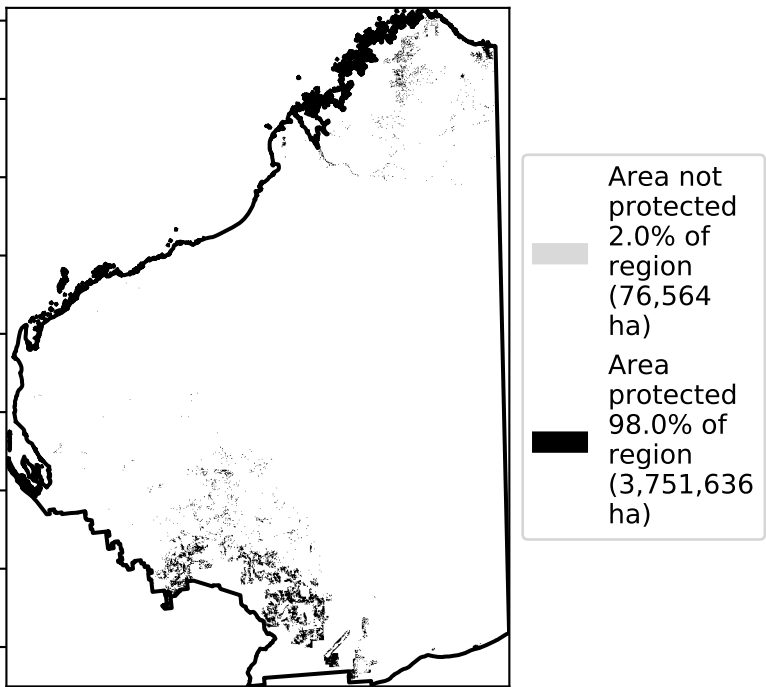 Area not
protected
2.0% of
region
(76,564
ha)
Area
protected
98.0% of
region
(3,751,636
ha)